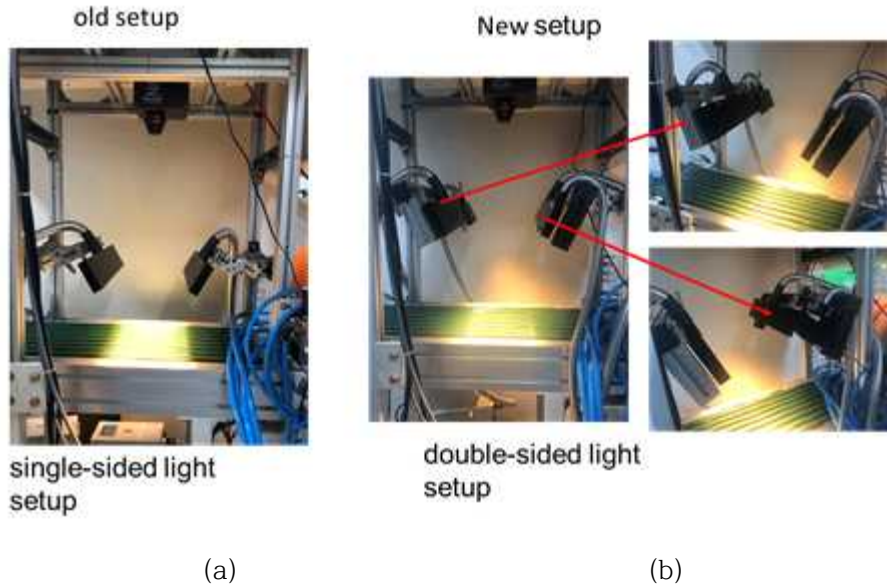 old setup
New setup
single-sided light
setup
double-sided light
setup
(a)
(b)